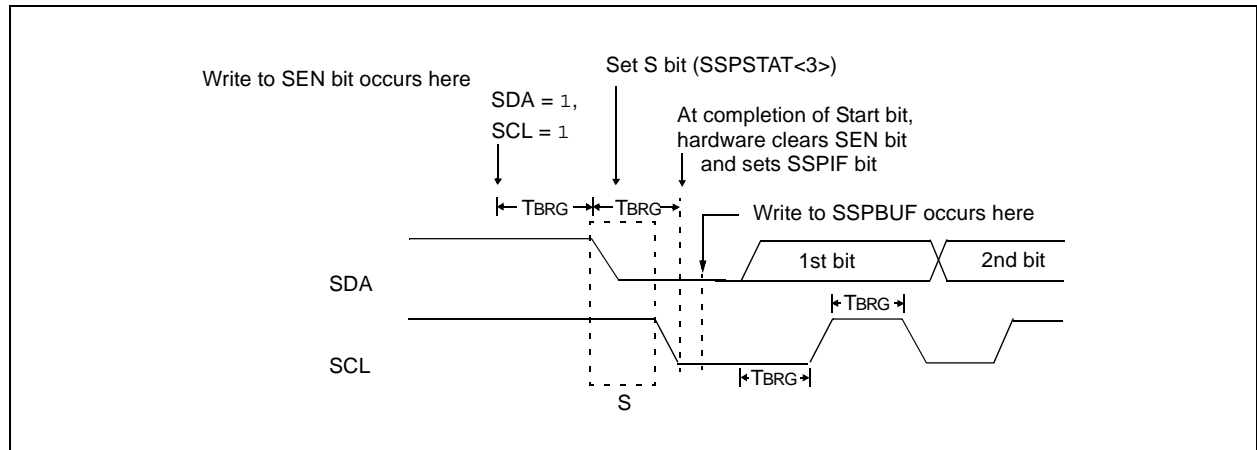 Write to SEN bit occurs here
Set S bit (SSPSTAT<3>)
SDA = 1,
SCL = 1
At completion of Start bit,
hardware clears SEN bit
and sets SSPIF bit
TBRG
TBRG
Write to SSPBUF occurs here
SDA
1st bit
2nd bit
TBRG
SCL
TBRG
S